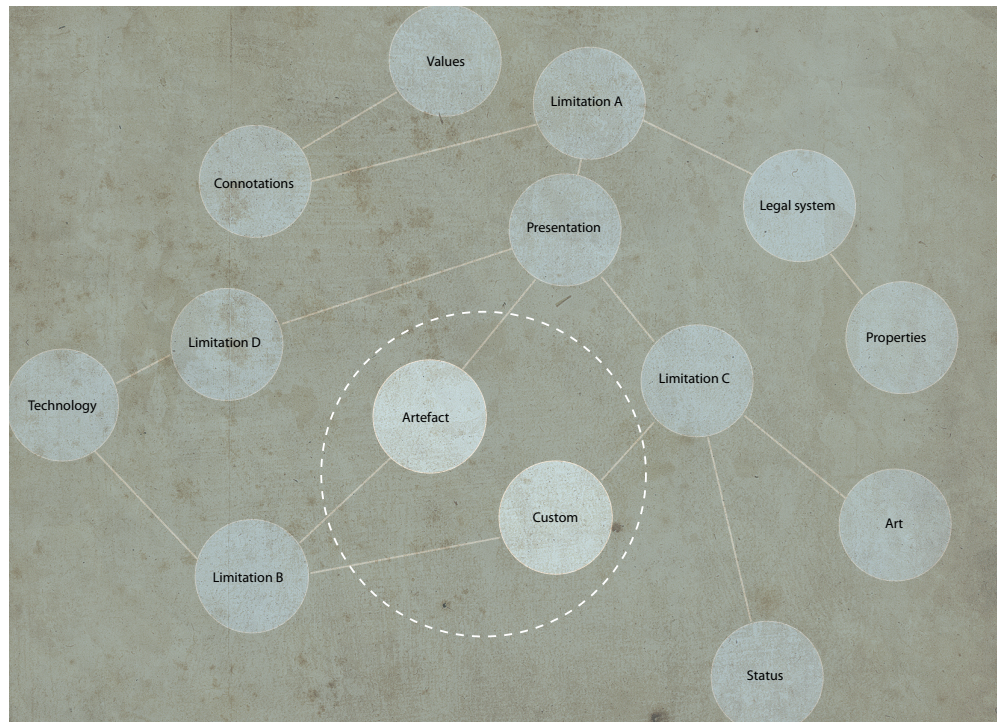 Values
Limitation A
Connotations
Legal system
Presentation
Properties
Limitation D
Limitation C
Technology
Artefact
Custom
Art
Limitation B
Status